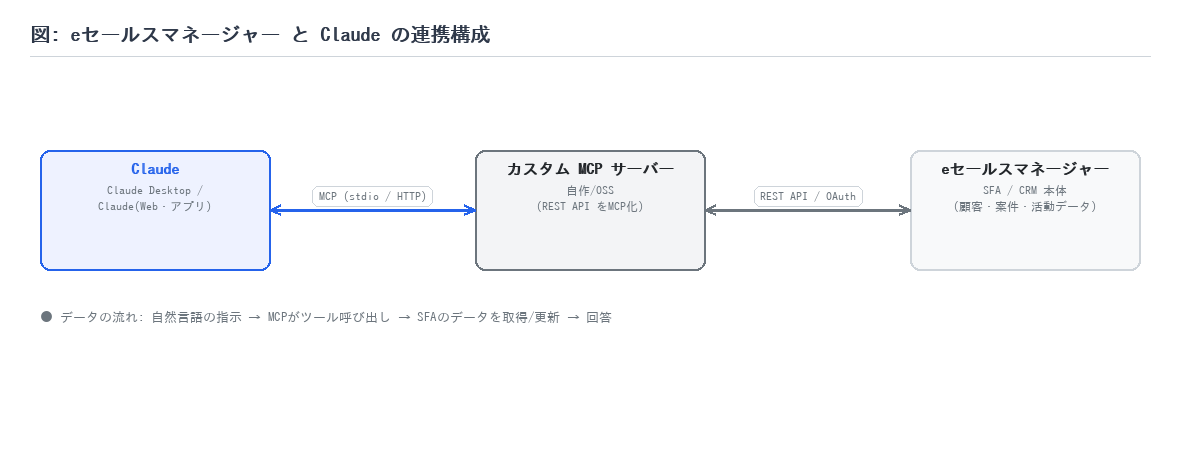 図: eセールスマネージャー と Claude の連携構成
Claude
Claude Desktop /
Claude(Web・アプリ)
MCP (stdio / HTTP)
カスタム MCP サーバー
自作/OSS
(REST API をMCP化)
REST API / OAuth
eセールスマネージャー
SFA / CRM 本体
(顧客・案件・活動データ)
● データの流れ: 自然言語の指示 → MCPがツール呼び出し → SFAのデータを取得/更新 → 回答